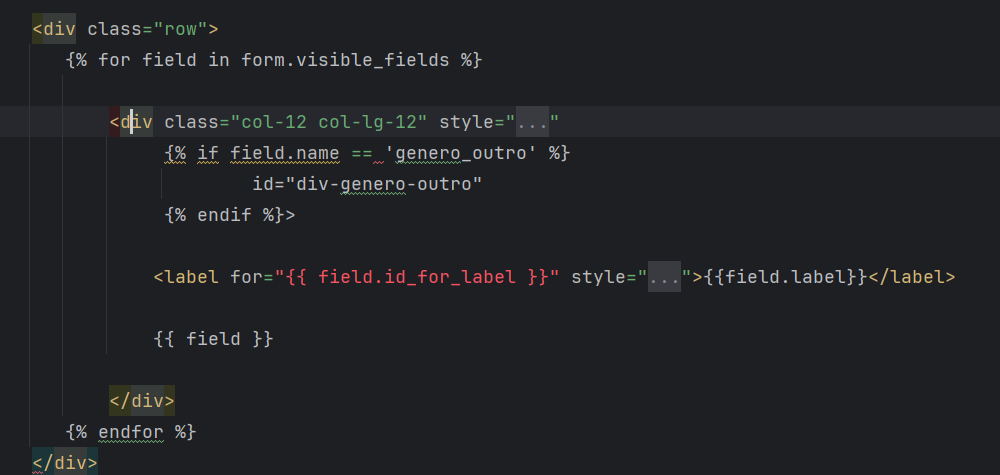 <div class="row">
{% for field in form.visible_fields %}
<div class="col-12 col-lg-12" style="..."
{% if field.name == 'genero_outro' %}
id="div-genero-outro"
{% endif %}>
<label for="{{ field.id_for_label }}" style="...">{{field.label}}</label>
{{ field }}
</div>
{% endfor %}
</div>